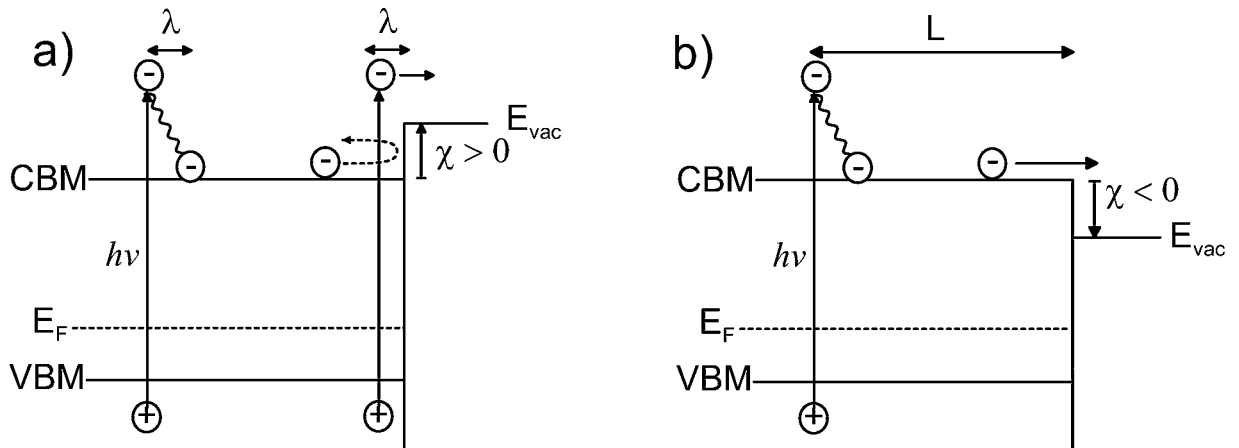 a)
λ
λ
E_vac
χ > 0
CBM
hν
E_F
VBM
b)
L
CBM
χ < 0
E_vac
hν
E_F
VBM